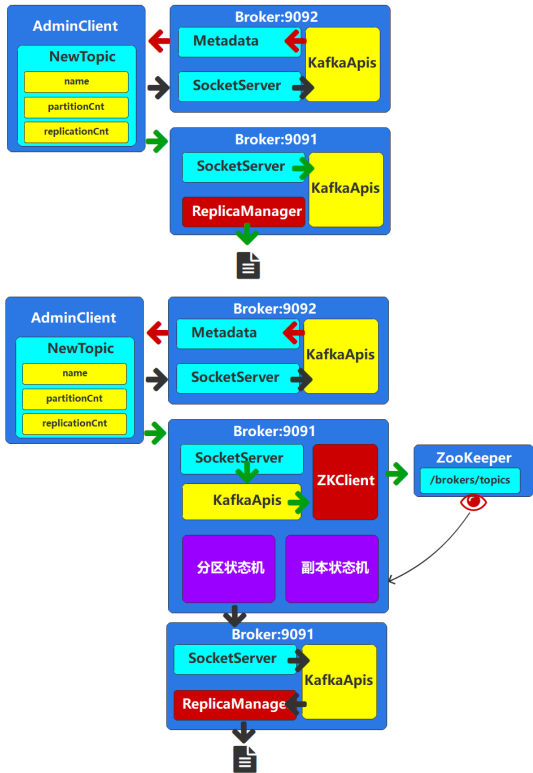 AdminClient
NewTopic
name
partitionCnt
replicationCnt
Broker:9092
Metadata
SocketServer
KafkaApis
Broker:9091
SocketServer
KafkaApis
ReplicaManager
AdminClient
NewTopic
name
partitionCnt
replicationCnt
Broker:9092
Metadata
SocketServer
KafkaApis
Broker:9091
SocketServer
KafkaApis
ZKClient
分区状态机
副本状态机
ZooKeeper
/brokers/topics
Broker:9091
SocketServer
KafkaApis
ReplicaManager